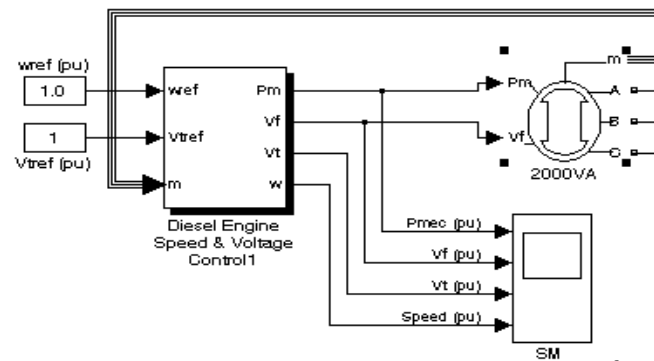 wref (pu)
1.0
1
Vtref (pu)
wref
Vtref
m
Pm
Vf
Vt
w
Diesel Engine
Speed & Voltage
Control1
Pm
Vf
m
A
B
C
2000VA
Pmec (pu)
Vf (pu)
Vt (pu)
Speed (pu)
SM